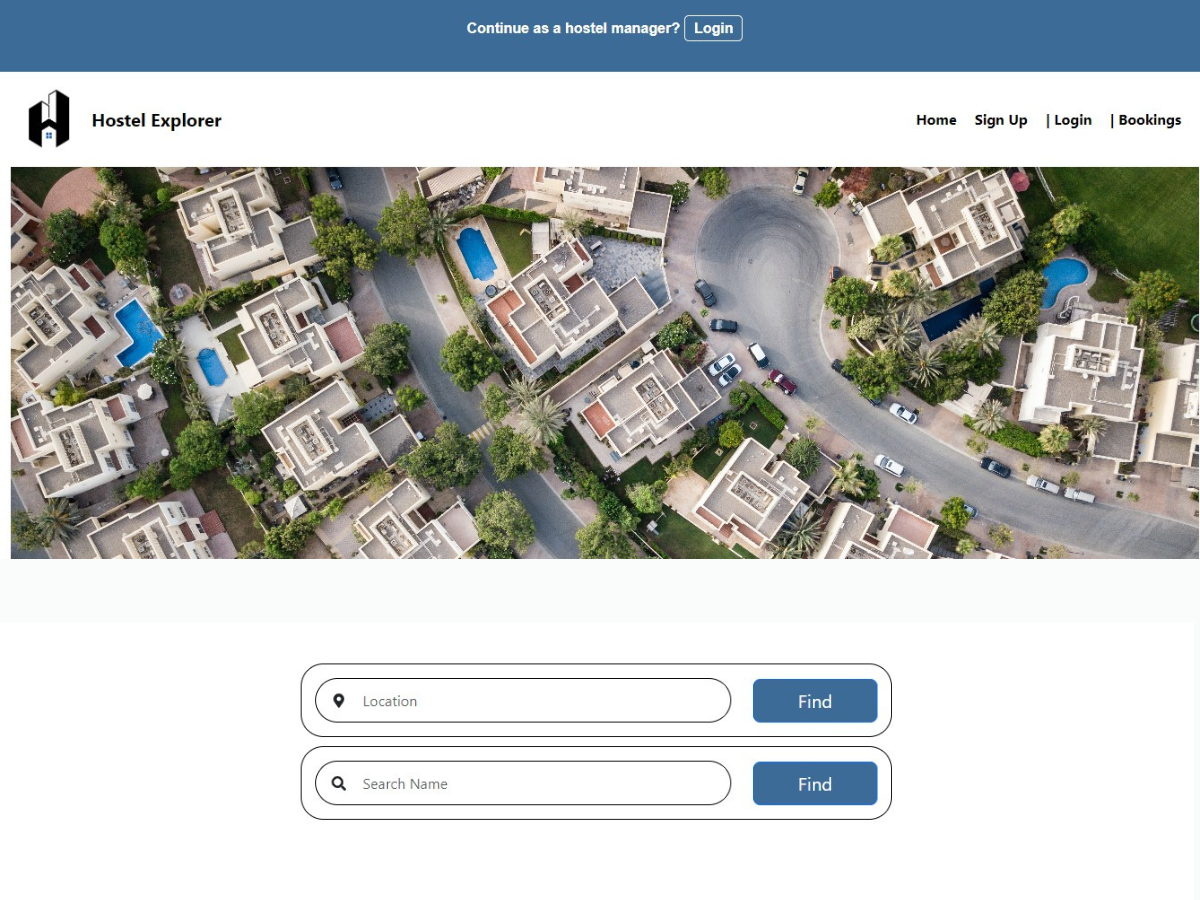 Continue as a hostel manager? Login
Hostel Explorer
Home Sign Up | Login | Bookings
Location Find
Search Name Find